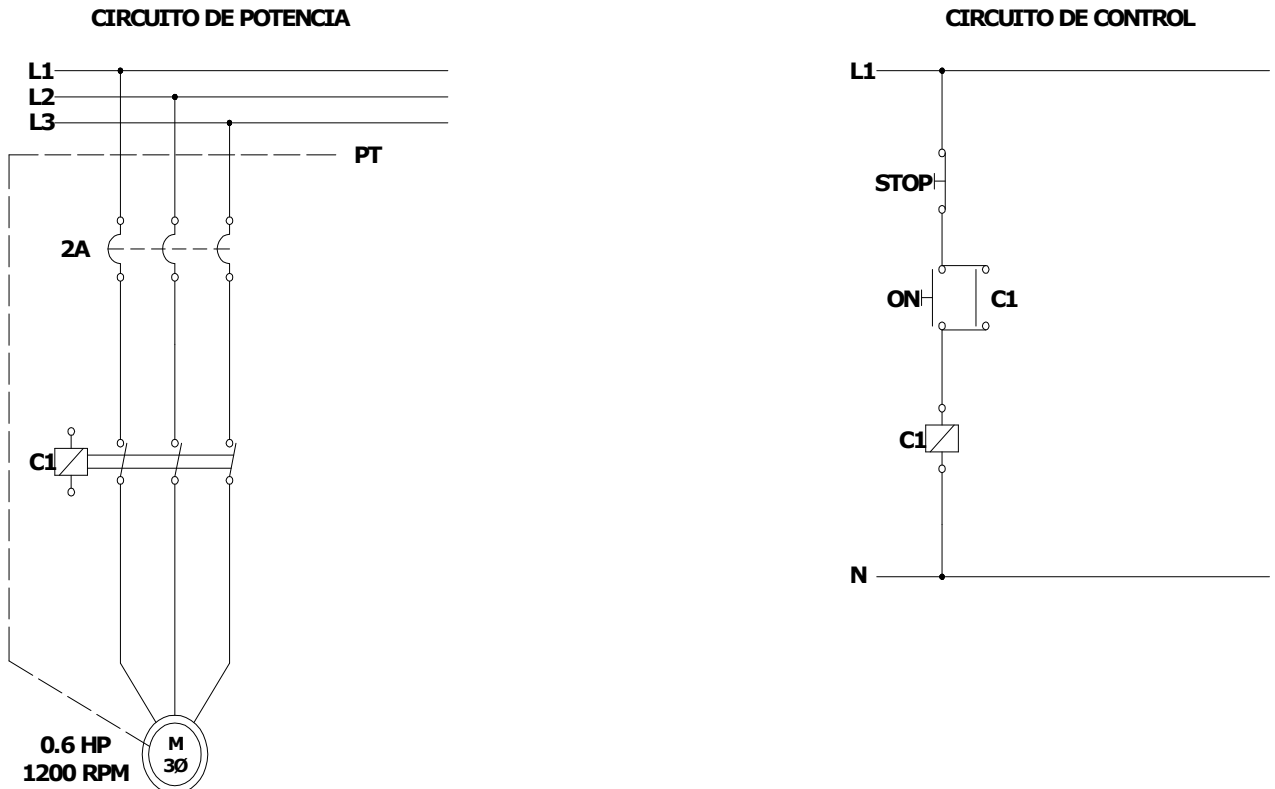 CIRCUITO DE POTENCIA
L1
L2
L3
PT
2A
C1
0.6 HP
1200 RPM
M
3Ø
CIRCUITO DE CONTROL
L1
STOP
ON
C1
C1
N